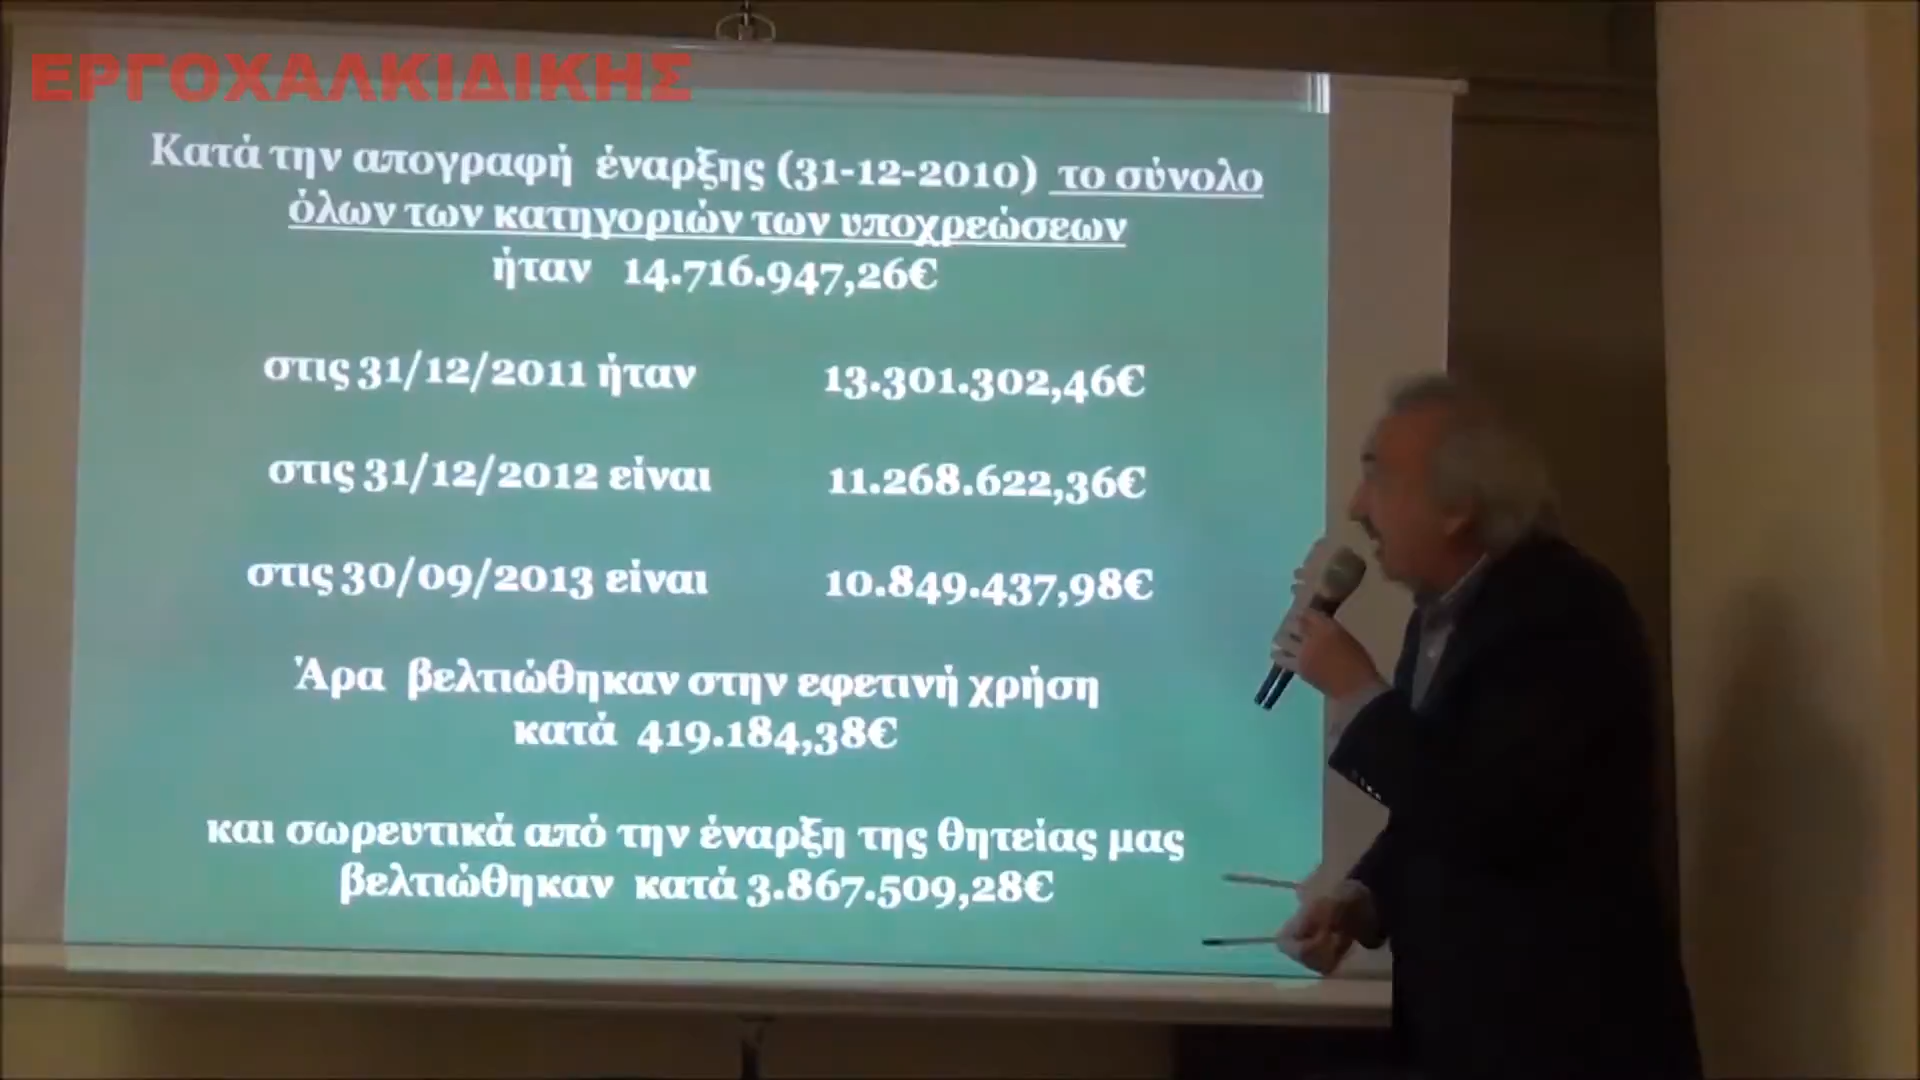 ΕΡΓΟΧΑΛΚΙΔΙΚΗΣ
Κατά την απογραφή έναρξης (31-12-2010) το σύνολο
όλων των κατηγοριών των υποχρεώσεων
ήταν 14.716.947,26€
στις 31/12/2011 ήταν 13.301.302,46€
στις 31/12/2012 είναι 11.268.622,36€
στις 30/09/2013 είναι 10.849.437,98€
Άρα βελτιώθηκαν στην εφετινή χρήση
κατά 419.184,38€
και σωρευτικά από την έναρξη της θητείας μας
βελτιώθηκαν κατά 3.867.509,28€